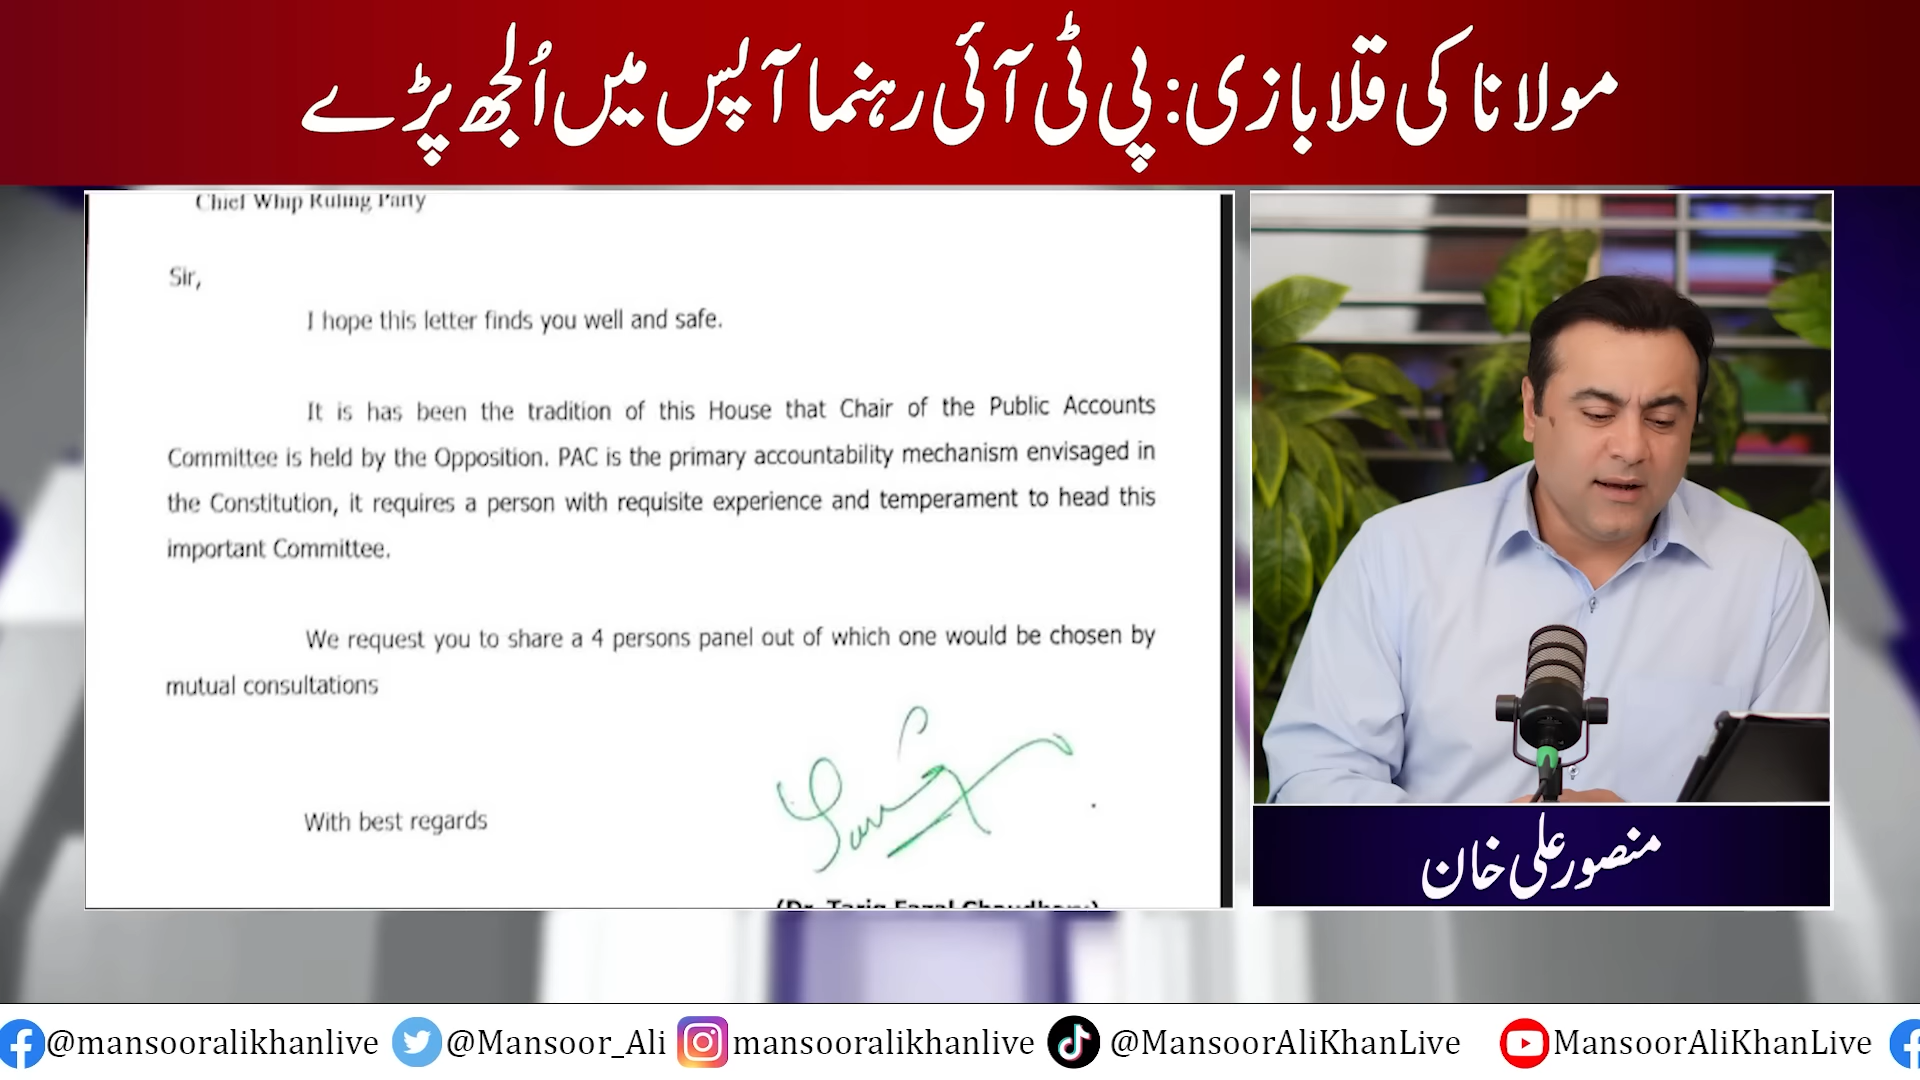 مولانا کی قلابازی: پی ٹی آئی رہنما آپس میں اُلجھ پڑے
Chief Whip Ruling Party
Sir,
I hope this letter finds you well and safe.
It is has been the tradition of this House that Chair of the Public Accounts
Committee is held by the Opposition. PAC is the primary accountability mechanism envisaged in
the Constitution, it requires a person with requisite experience and temperament to head this
important Committee.
We request you to share a 4 persons panel out of which one would be chosen by
mutual consultations
With best regards
(Dr. Tariq Fazal Chaudhary)
منصور علی خان
@mansooralikhanlive @Mansoor_Ali mansooralikhanlive @MansoorAliKhanLive MansoorAliKhanLive